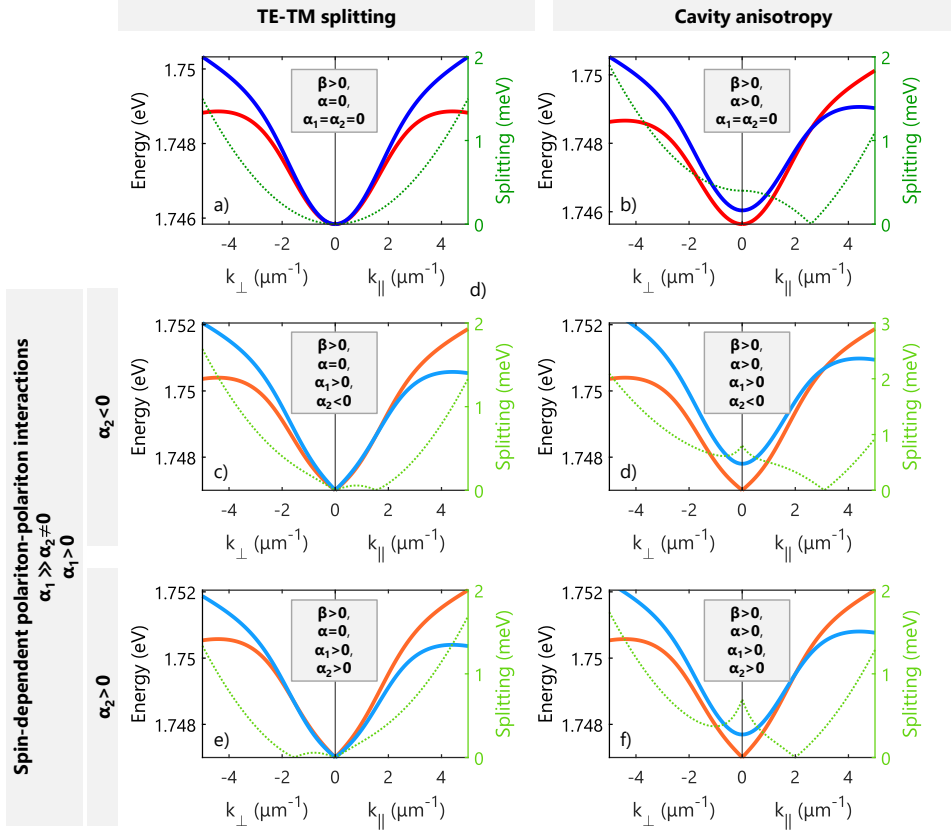 TE-TM splitting
Cavity anisotropy
Energy (eV)
1.75
1.748
1.746
β>0,
α=0,
α₁=α₂=0
a)
2
1
0
Splitting (meV)
-4 -2 0 2 4
k⊥ (μm⁻¹) k|| (μm⁻¹)
Energy (eV)
1.75
1.748
1.746
β>0,
α>0,
α₁=α₂=0
b)
2
1
0
Splitting (meV)
-4 -2 0 2 4
k⊥ (μm⁻¹) k|| (μm⁻¹)
d)
Spin-dependent polariton-polariton interactions
α₁≫α₂≠0
α₁>0
α₂<0
Energy (eV)
1.752
1.75
1.748
β>0,
α=0,
α₁>0,
α₂<0
c)
2
1
0
Splitting (meV)
-4 -2 0 2 4
k⊥ (μm⁻¹) k|| (μm⁻¹)
Energy (eV)
1.752
1.75
1.748
β>0,
α>0,
α₁>0
α₂<0
d)
3
2
1
0
Splitting (meV)
-4 -2 0 2 4
k⊥ (μm⁻¹) k|| (μm⁻¹)
α₂>0
Energy (eV)
1.752
1.75
1.748
β>0,
α=0,
α₁>0,
α₂>0
e)
2
1
0
Splitting (meV)
-4 -2 0 2 4
k⊥ (μm⁻¹) k|| (μm⁻¹)
Energy (eV)
1.752
1.75
1.748
β>0,
α>0,
α₁>0,
α₂>0
f)
2
1
0
Splitting (meV)
-4 -2 0 2 4
k⊥ (μm⁻¹) k|| (μm⁻¹)